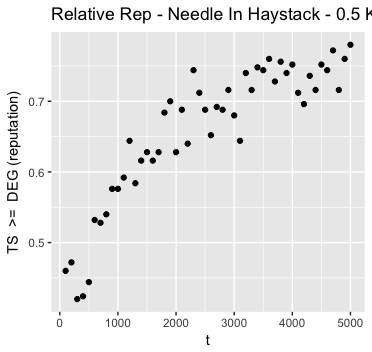 Relative Rep - Needle In Haystack - 0.5 K
0.7
0.6
0.5
TS >= DEG (reputation)
0 1000 2000 3000 4000 5000
t